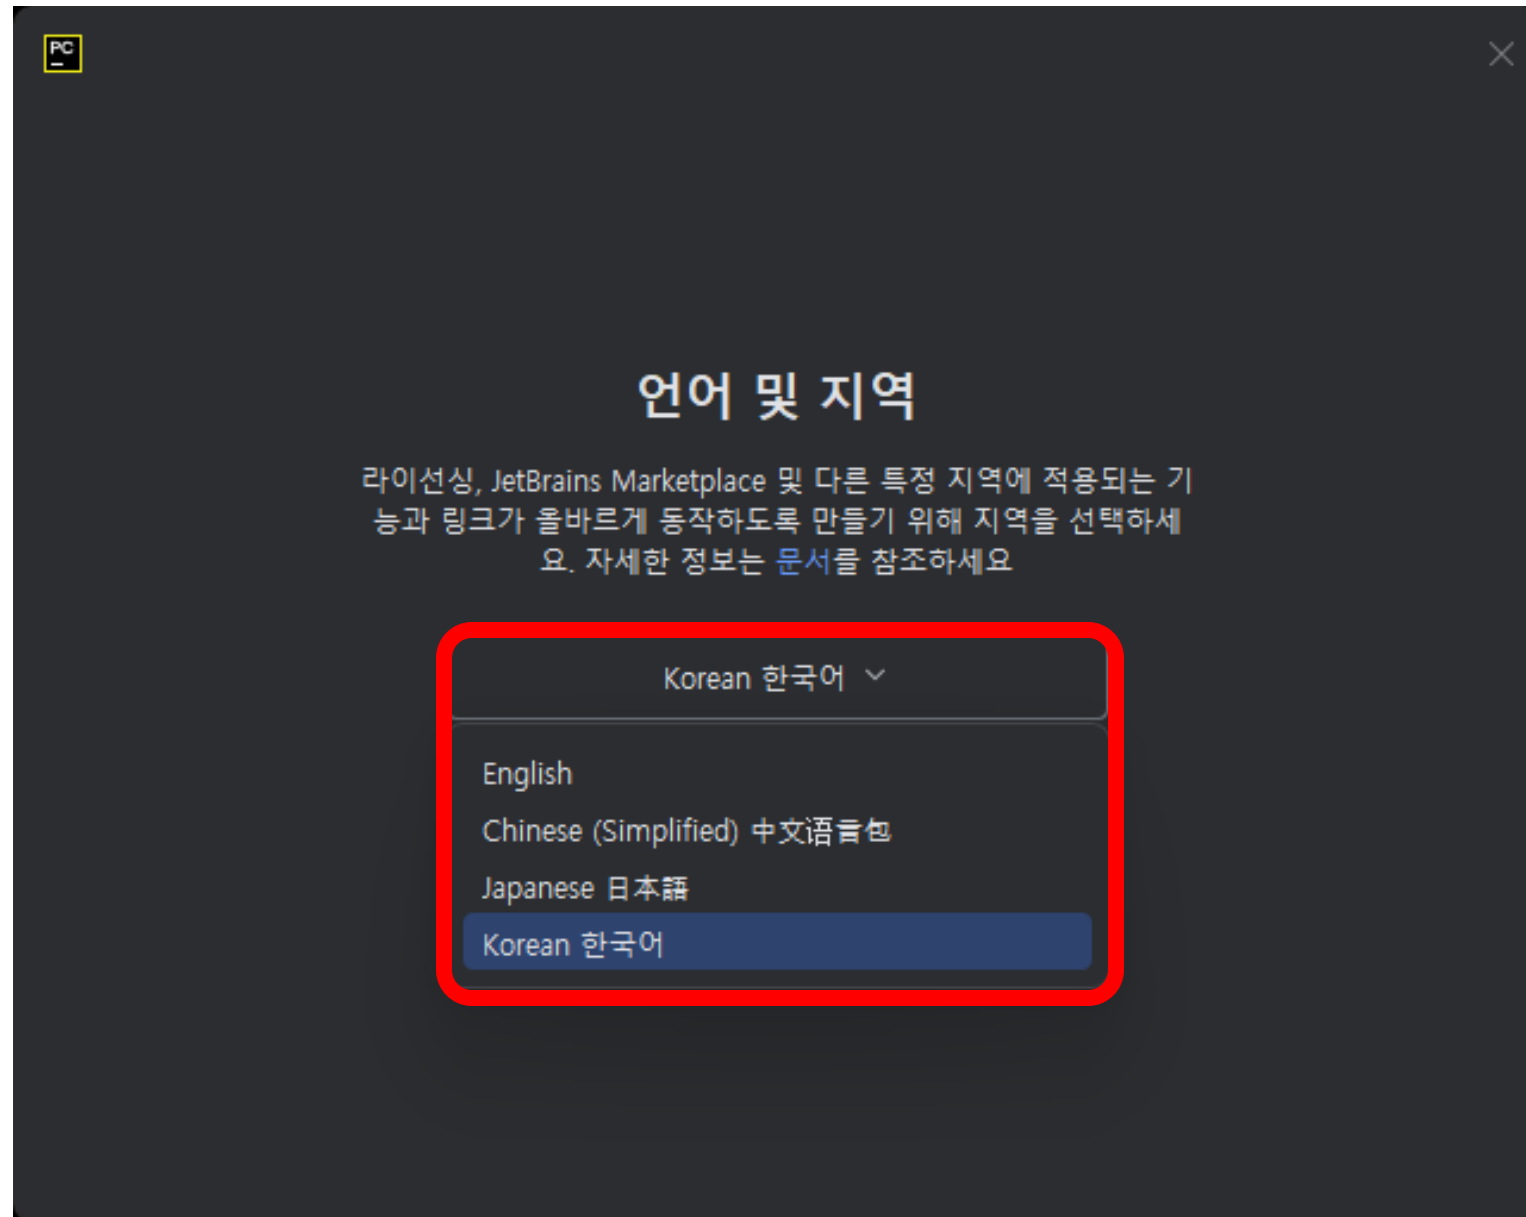 PC
언어 및 지역
라이선싱, JetBrains Marketplace 및 다른 특정 지역에 적용되는 기
능과 링크가 올바르게 동작하도록 만들기 위해 지역을 선택하세
요. 자세한 정보는 문서를 참조하세요
Korean 한국어
English
Chinese (Simplified) 中文语言包
Japanese 日本語
Korean 한국어